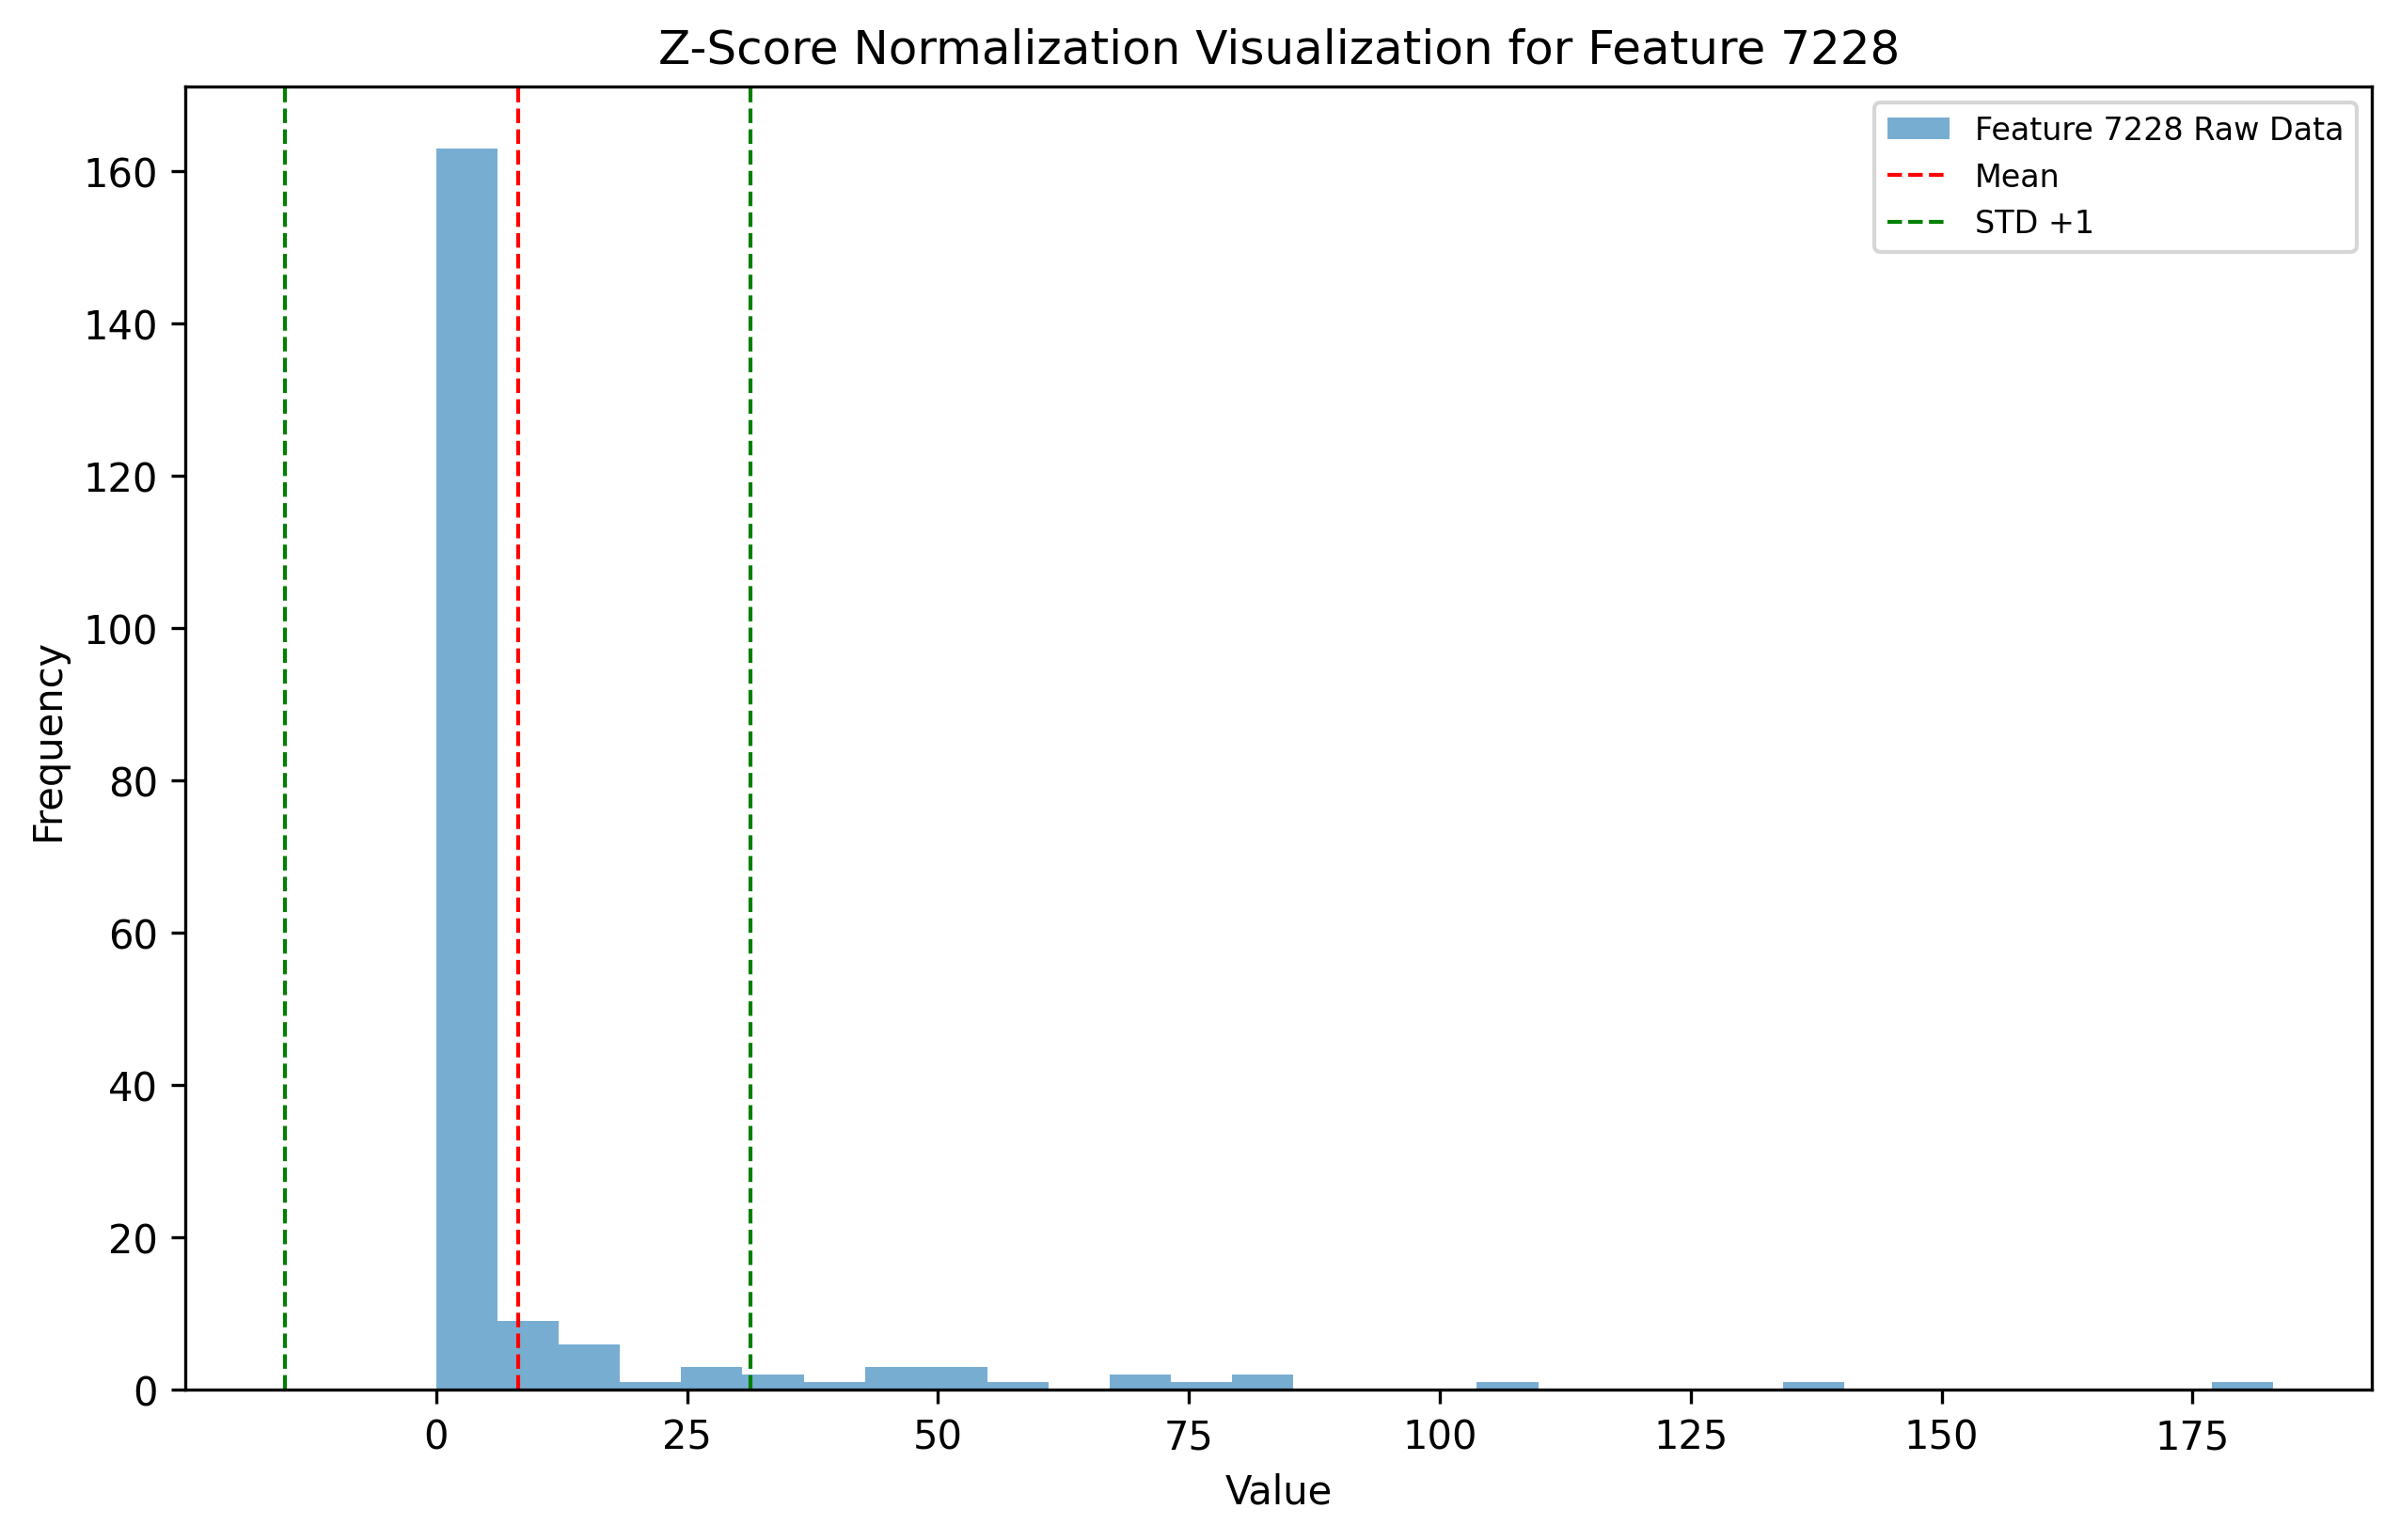 Z-Score Normalization Visualization for Feature 7228
Feature 7228 Raw Data
Mean
STD +1
Frequency
160
140
120
100
80
60
40
20
0
0 25 50 75 100 125 150 175
Value